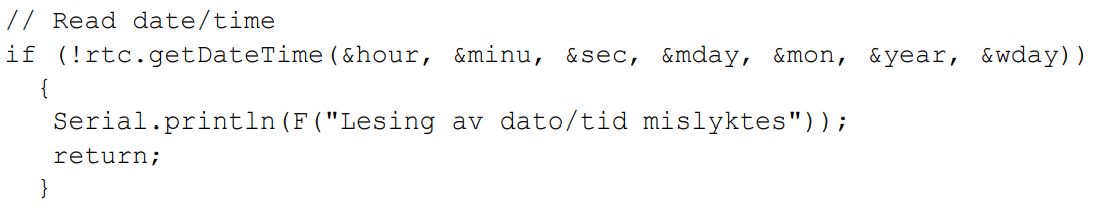 // Read date/time
if (!rtc.getDateTime(&hour, &minu, &sec, &mday, &mon, &year, &wday))
  {
   Serial.println(F("Lesing av dato/tid mislyktes"));
   return;
  }